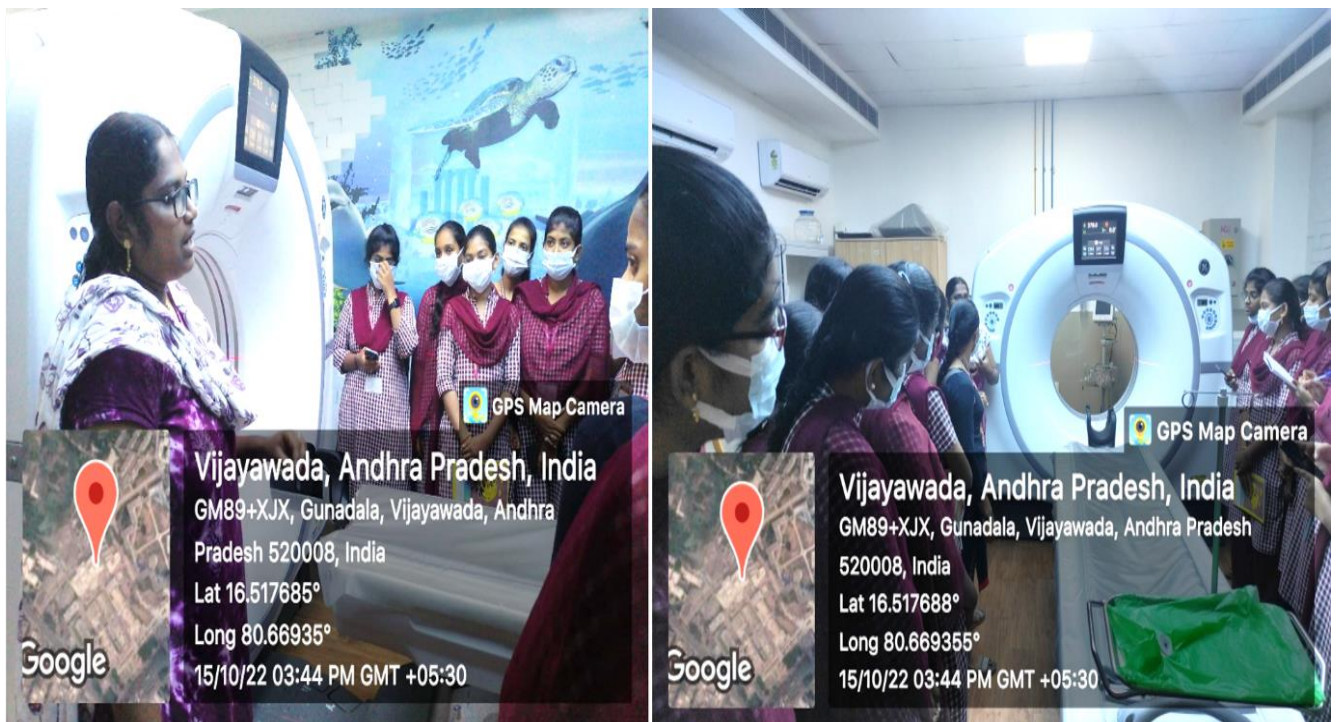 GPS Map Camera
Vijayawada, Andhra Pradesh, India
GM89+XJX, Gunadala, Vijayawada, Andhra
Pradesh 520008, India
Lat 16.517685°
Long 80.66935°
15/10/22 03:44 PM GMT +05:30
Google
GPS Map Camera
Vijayawada, Andhra Pradesh, India
GM89+XJX, Gunadala, Vijayawada, Andhra Pradesh
520008, India
Lat 16.517688°
Long 80.669355°
15/10/22 03:44 PM GMT +05:30
Google